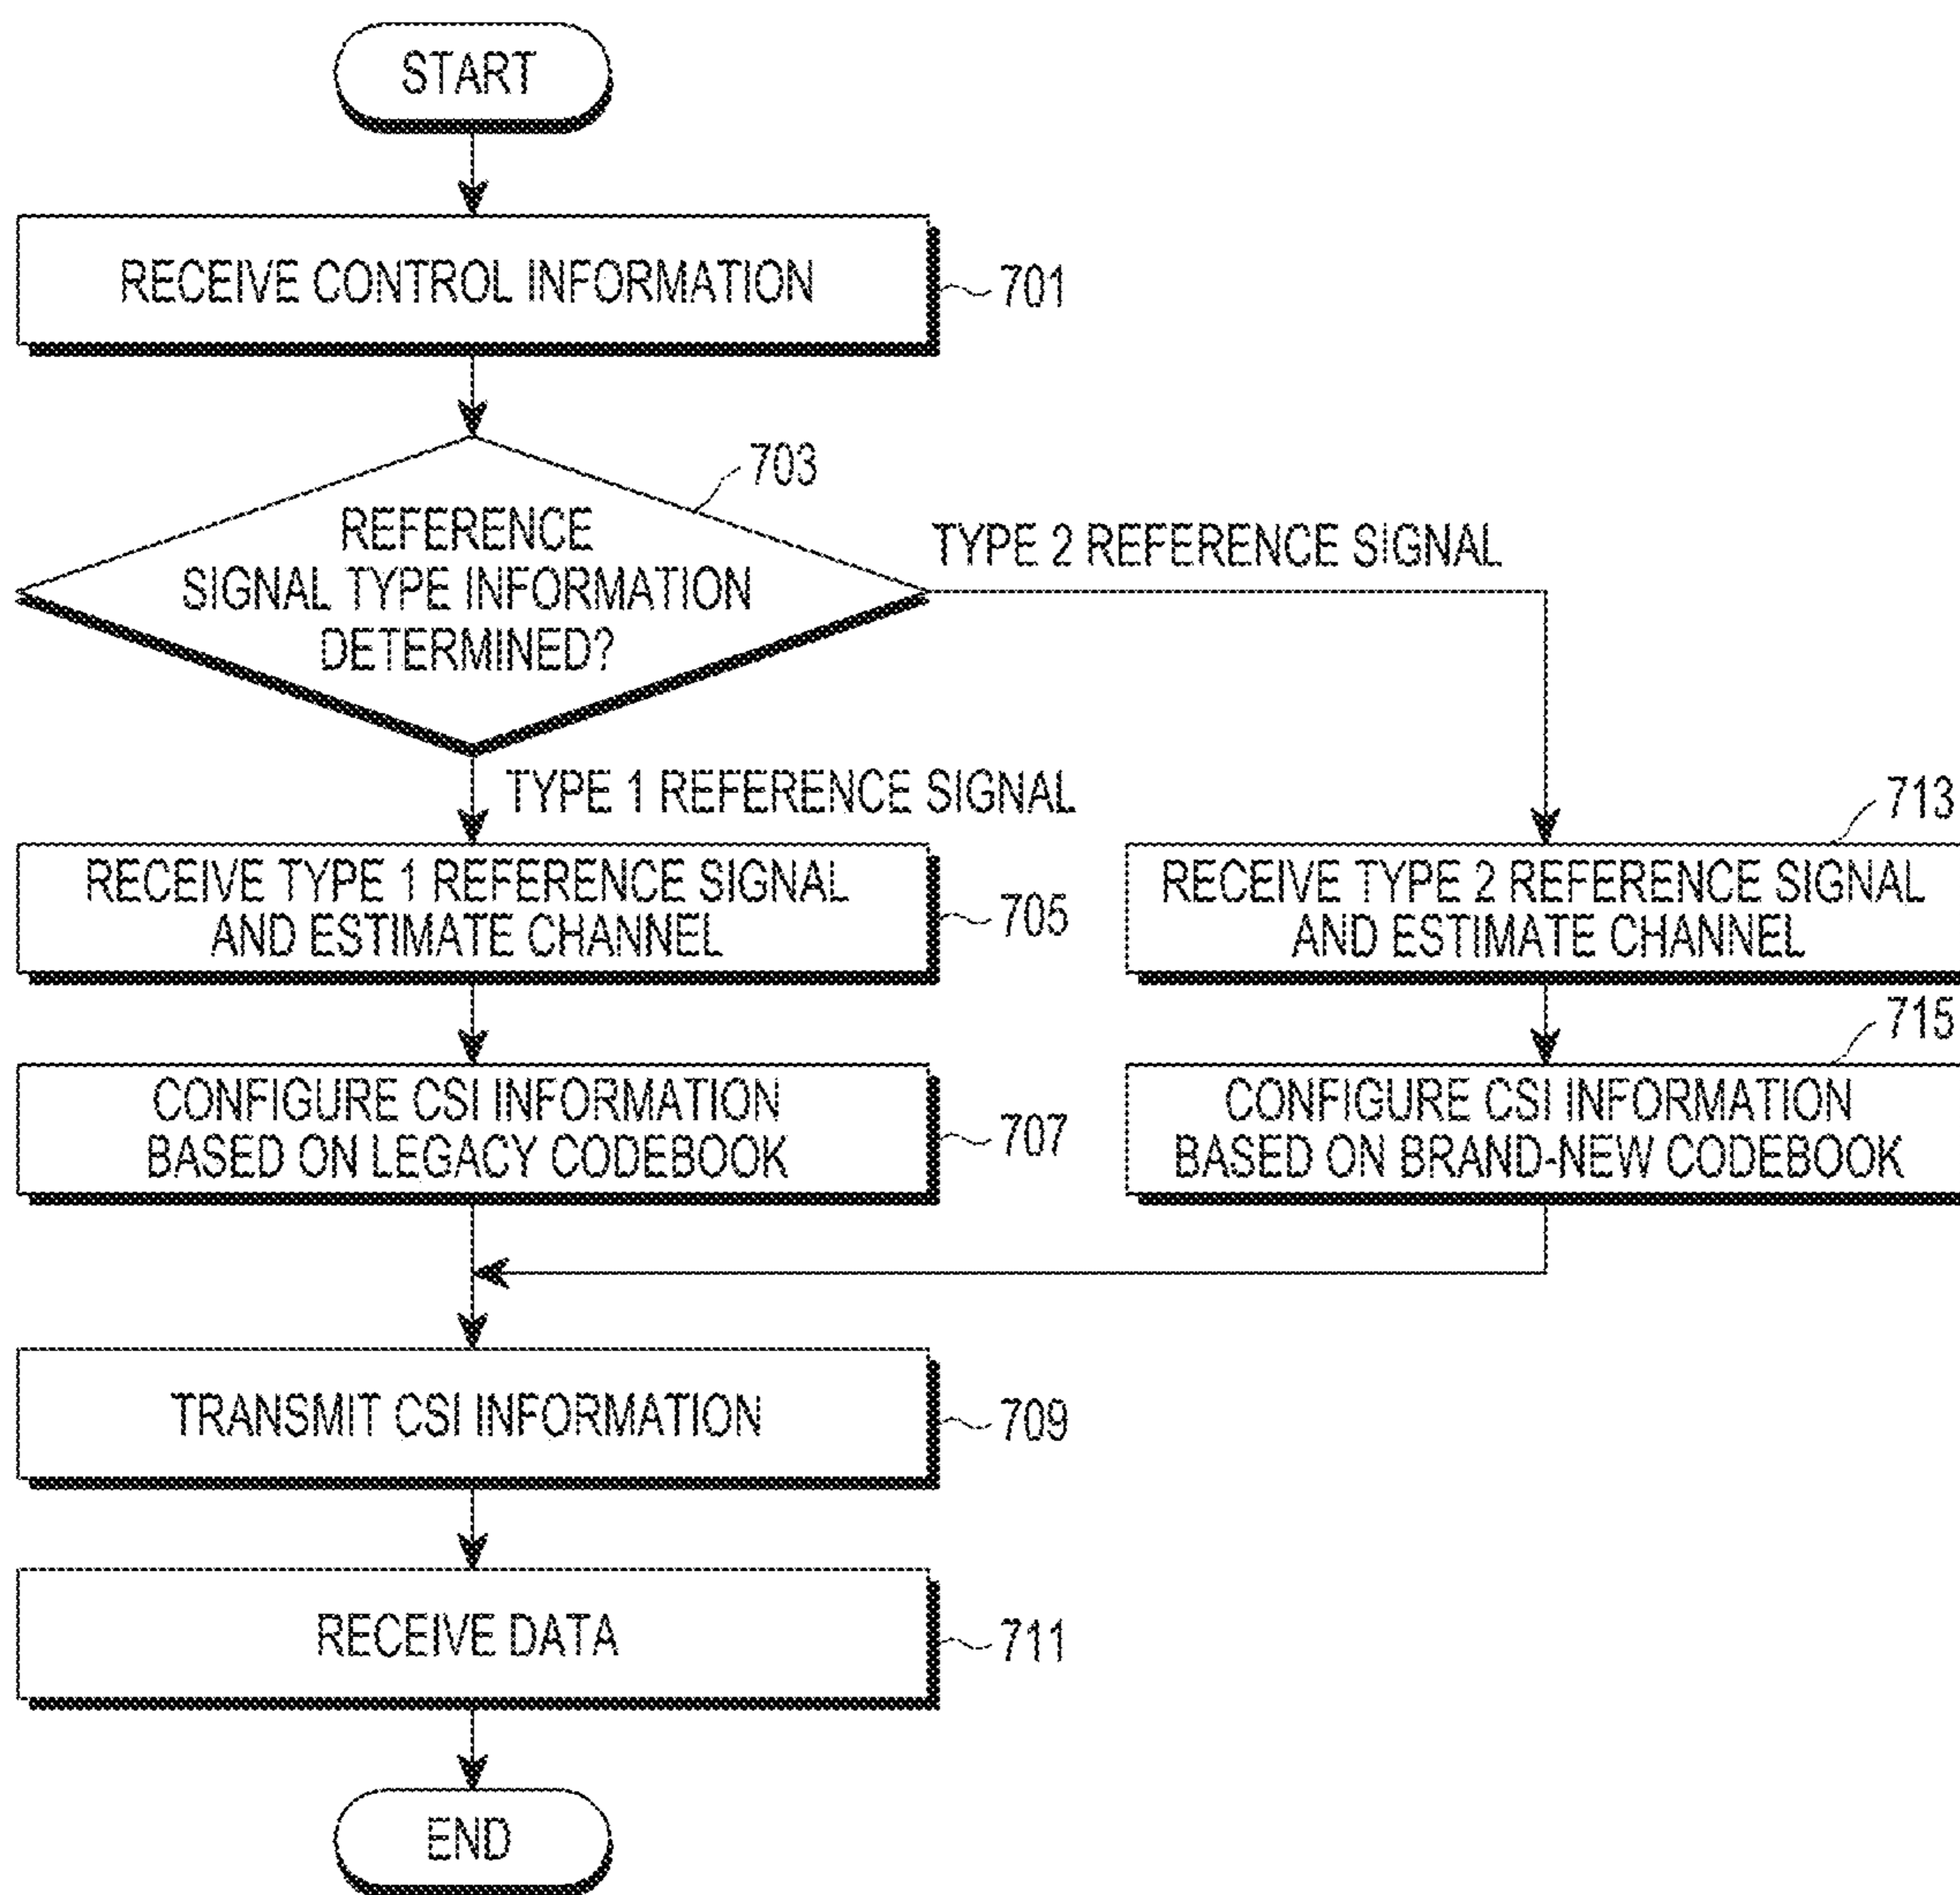 START
RECEIVE CONTROL INFORMATION
701
703
REFERENCE
SIGNAL TYPE INFORMATION
DETERMINED?
TYPE 2 REFERENCE SIGNAL
TYPE 1 REFERENCE SIGNAL
RECEIVE TYPE 1 REFERENCE SIGNAL
AND ESTIMATE CHANNEL
705
713
RECEIVE TYPE 2 REFERENCE SIGNAL
AND ESTIMATE CHANNEL
CONFIGURE CSI INFORMATION
BASED ON LEGACY CODEBOOK
707
715
CONFIGURE CSI INFORMATION
BASED ON BRAND-NEW CODEBOOK
TRANSMIT CSI INFORMATION
709
RECEIVE DATA
711
END